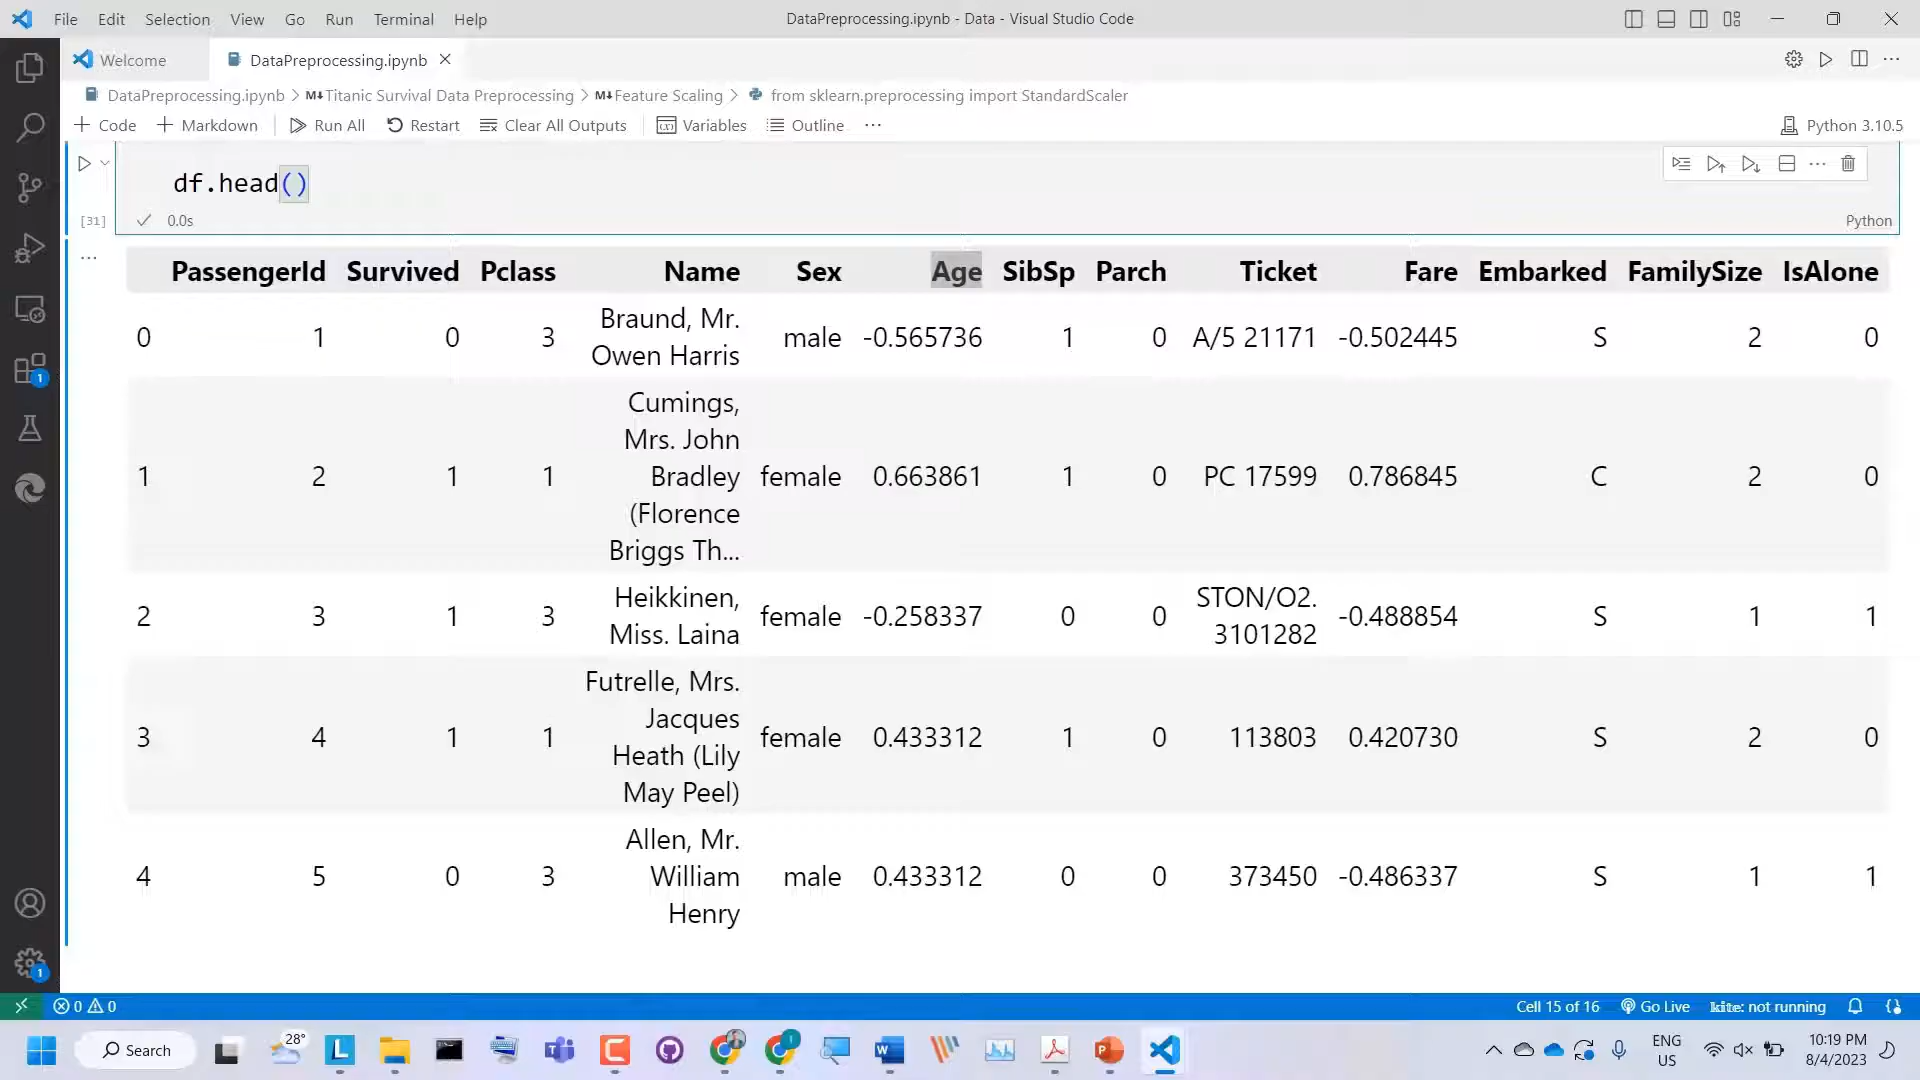 File Edit Selection View Go Run Terminal Help
DataPreprocessing.ipynb - Data - Visual Studio Code
Welcome
DataPreprocessing.ipynb
DataPreprocessing.ipynb > M↓Titanic Survival Data Preprocessing > M↓Feature Scaling > from sklearn.preprocessing import StandardScaler
+ Code + Markdown Run All Restart Clear All Outputs Variables Outline ...
Python 3.10.5
df.head()
[31] 0.0s
Python
PassengerId Survived Pclass Name Sex Age SibSp Parch Ticket Fare Embarked FamilySize IsAlone
0 1 0 3 Braund, Mr. Owen Harris male -0.565736 1 0 A/5 21171 -0.502445 S 2 0
1 2 1 1 Cumings, Mrs. John Bradley (Florence Briggs Th... female 0.663861 1 0 PC 17599 0.786845 C 2 0
2 3 1 3 Heikkinen, Miss. Laina female -0.258337 0 0 STON/O2. 3101282 -0.488854 S 1 1
3 4 1 1 Futrelle, Mrs. Jacques Heath (Lily May Peel) female 0.433312 1 0 113803 0.420730 S 2 0
4 5 0 3 Allen, Mr. William Henry male 0.433312 0 0 373450 -0.486337 S 1 1
1
1
0 0
Cell 15 of 16 Go Live kite: not running
Search
28°
ENG
US
10:19 PM
8/4/2023